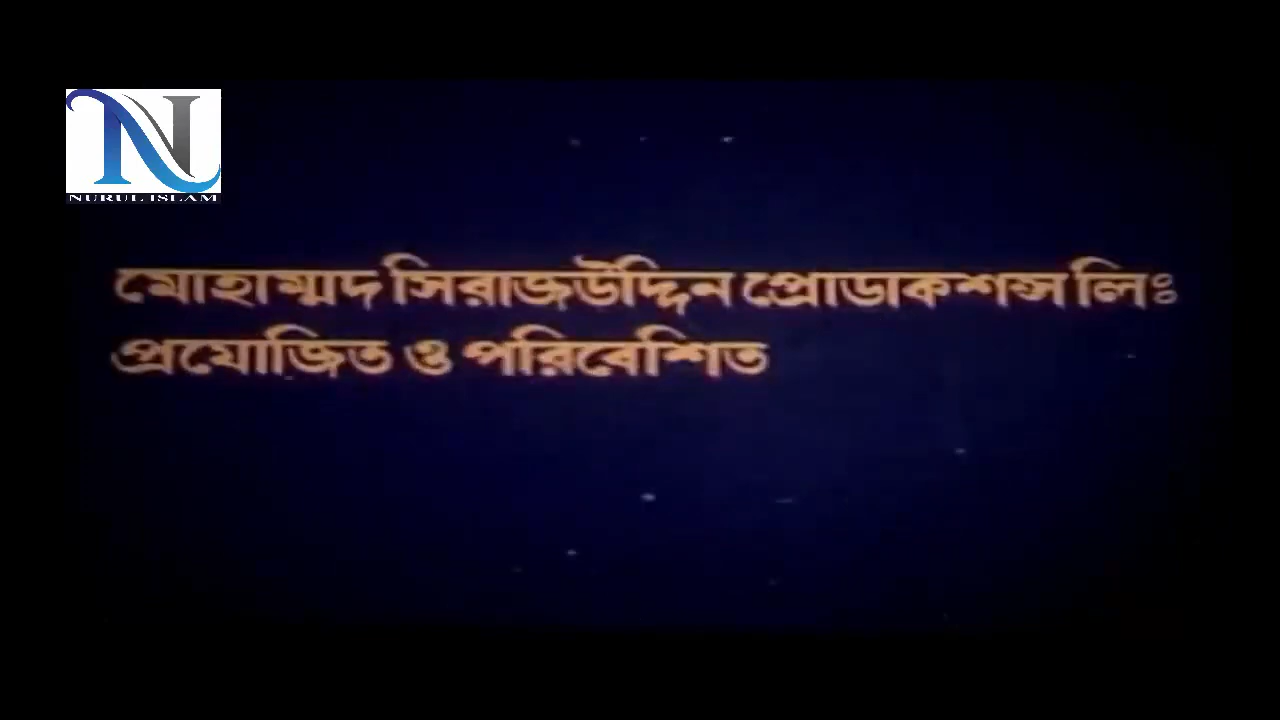 NURUL ISLAM
মোহাম্মদ সিরাজউদ্দিন প্রোডাকশন্স লিঃ
প্রযোজিত ও পরিবেশিত